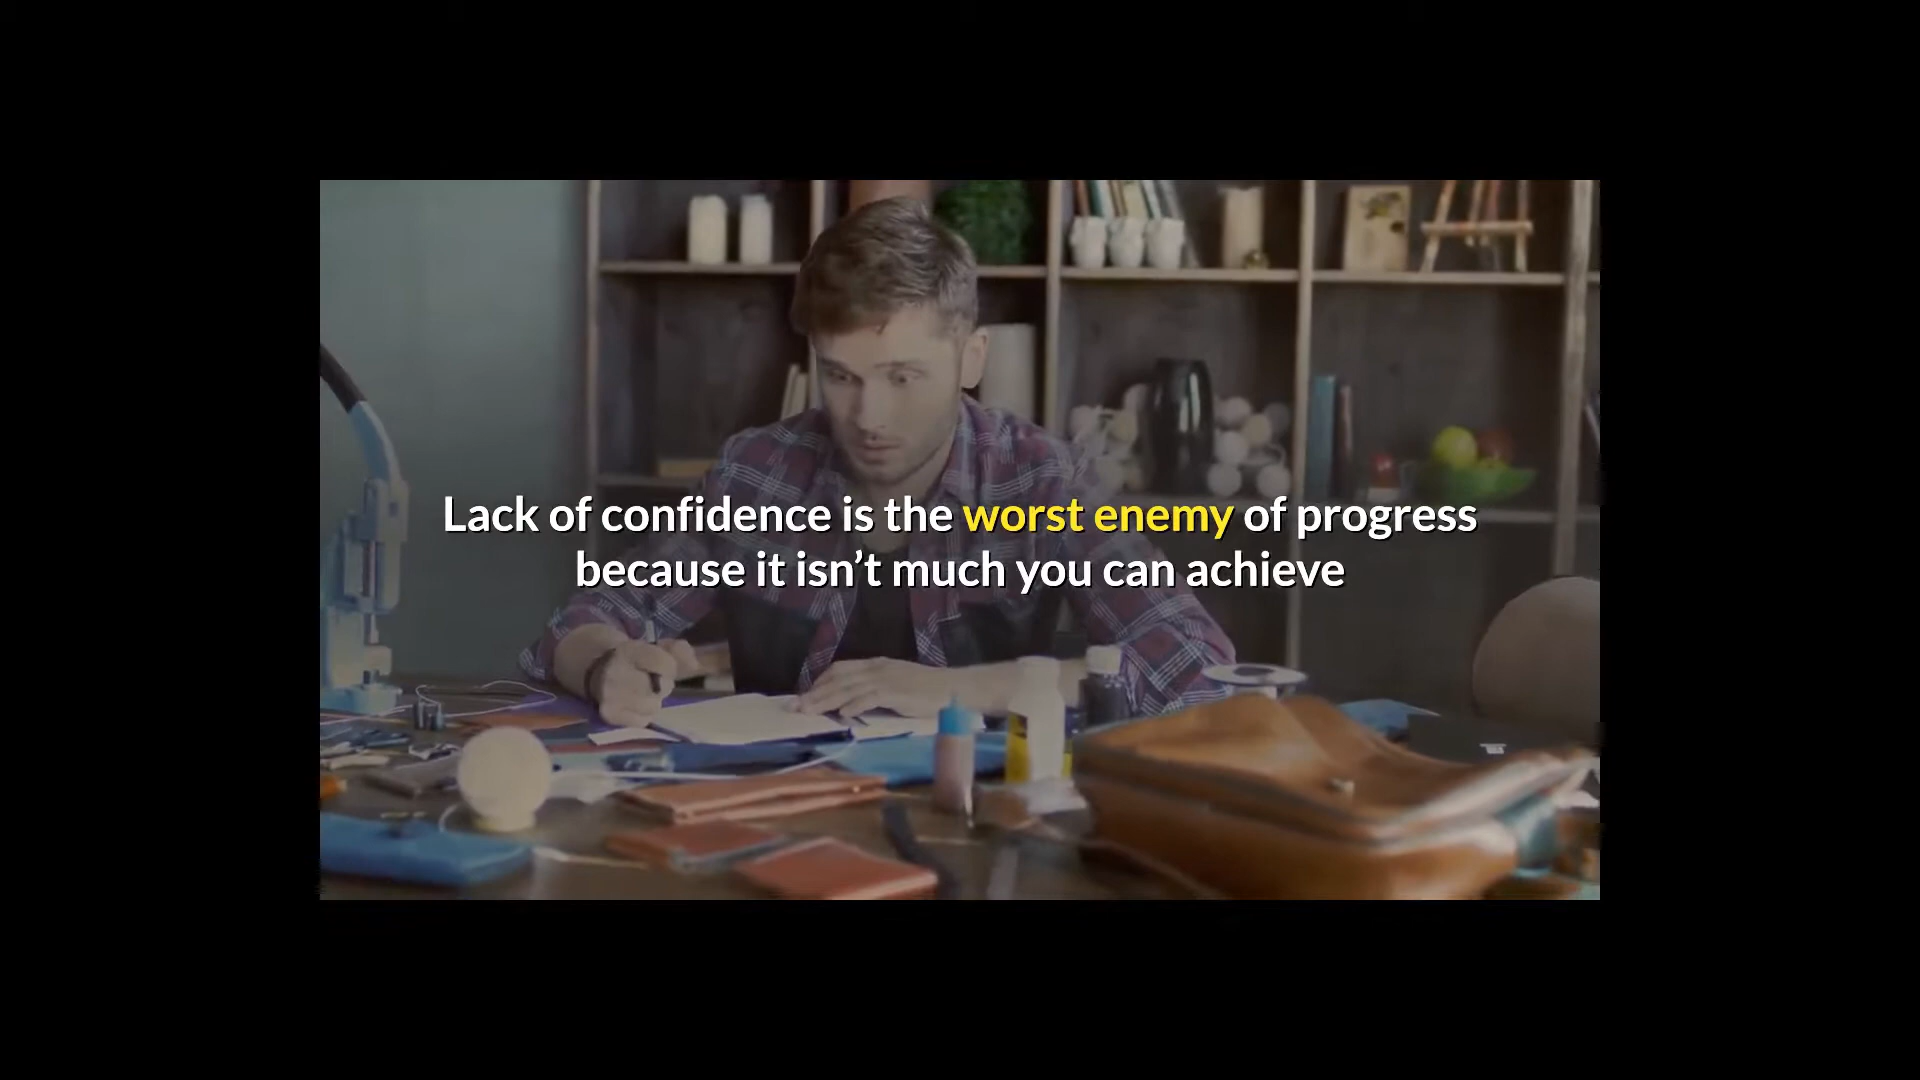 Lack of confidence is the worst enemy of progress
because it isn’t much you can achieve